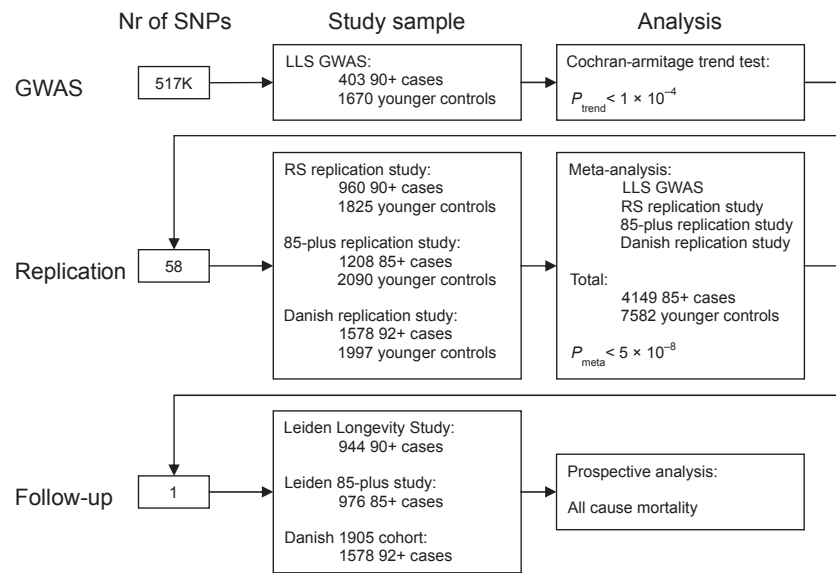 Nr of SNPs
Study sample
Analysis
GWAS
517K
LLS GWAS:
403 90+ cases
1670 younger controls
Cochran-armitage trend test:
P trend < 1 × 10⁻⁴
Replication
58
RS replication study:
960 90+ cases
1825 younger controls
85-plus replication study:
1208 85+ cases
2090 younger controls
Danish replication study:
1578 92+ cases
1997 younger controls
Meta-analysis:
LLS GWAS
RS replication study
85-plus replication study
Danish replication study
Total:
4149 85+ cases
7582 younger controls
P meta < 5 × 10⁻⁸
Follow-up
1
Leiden Longevity Study:
944 90+ cases
Leiden 85-plus study:
976 85+ cases
Danish 1905 cohort:
1578 92+ cases
Prospective analysis:
All cause mortality